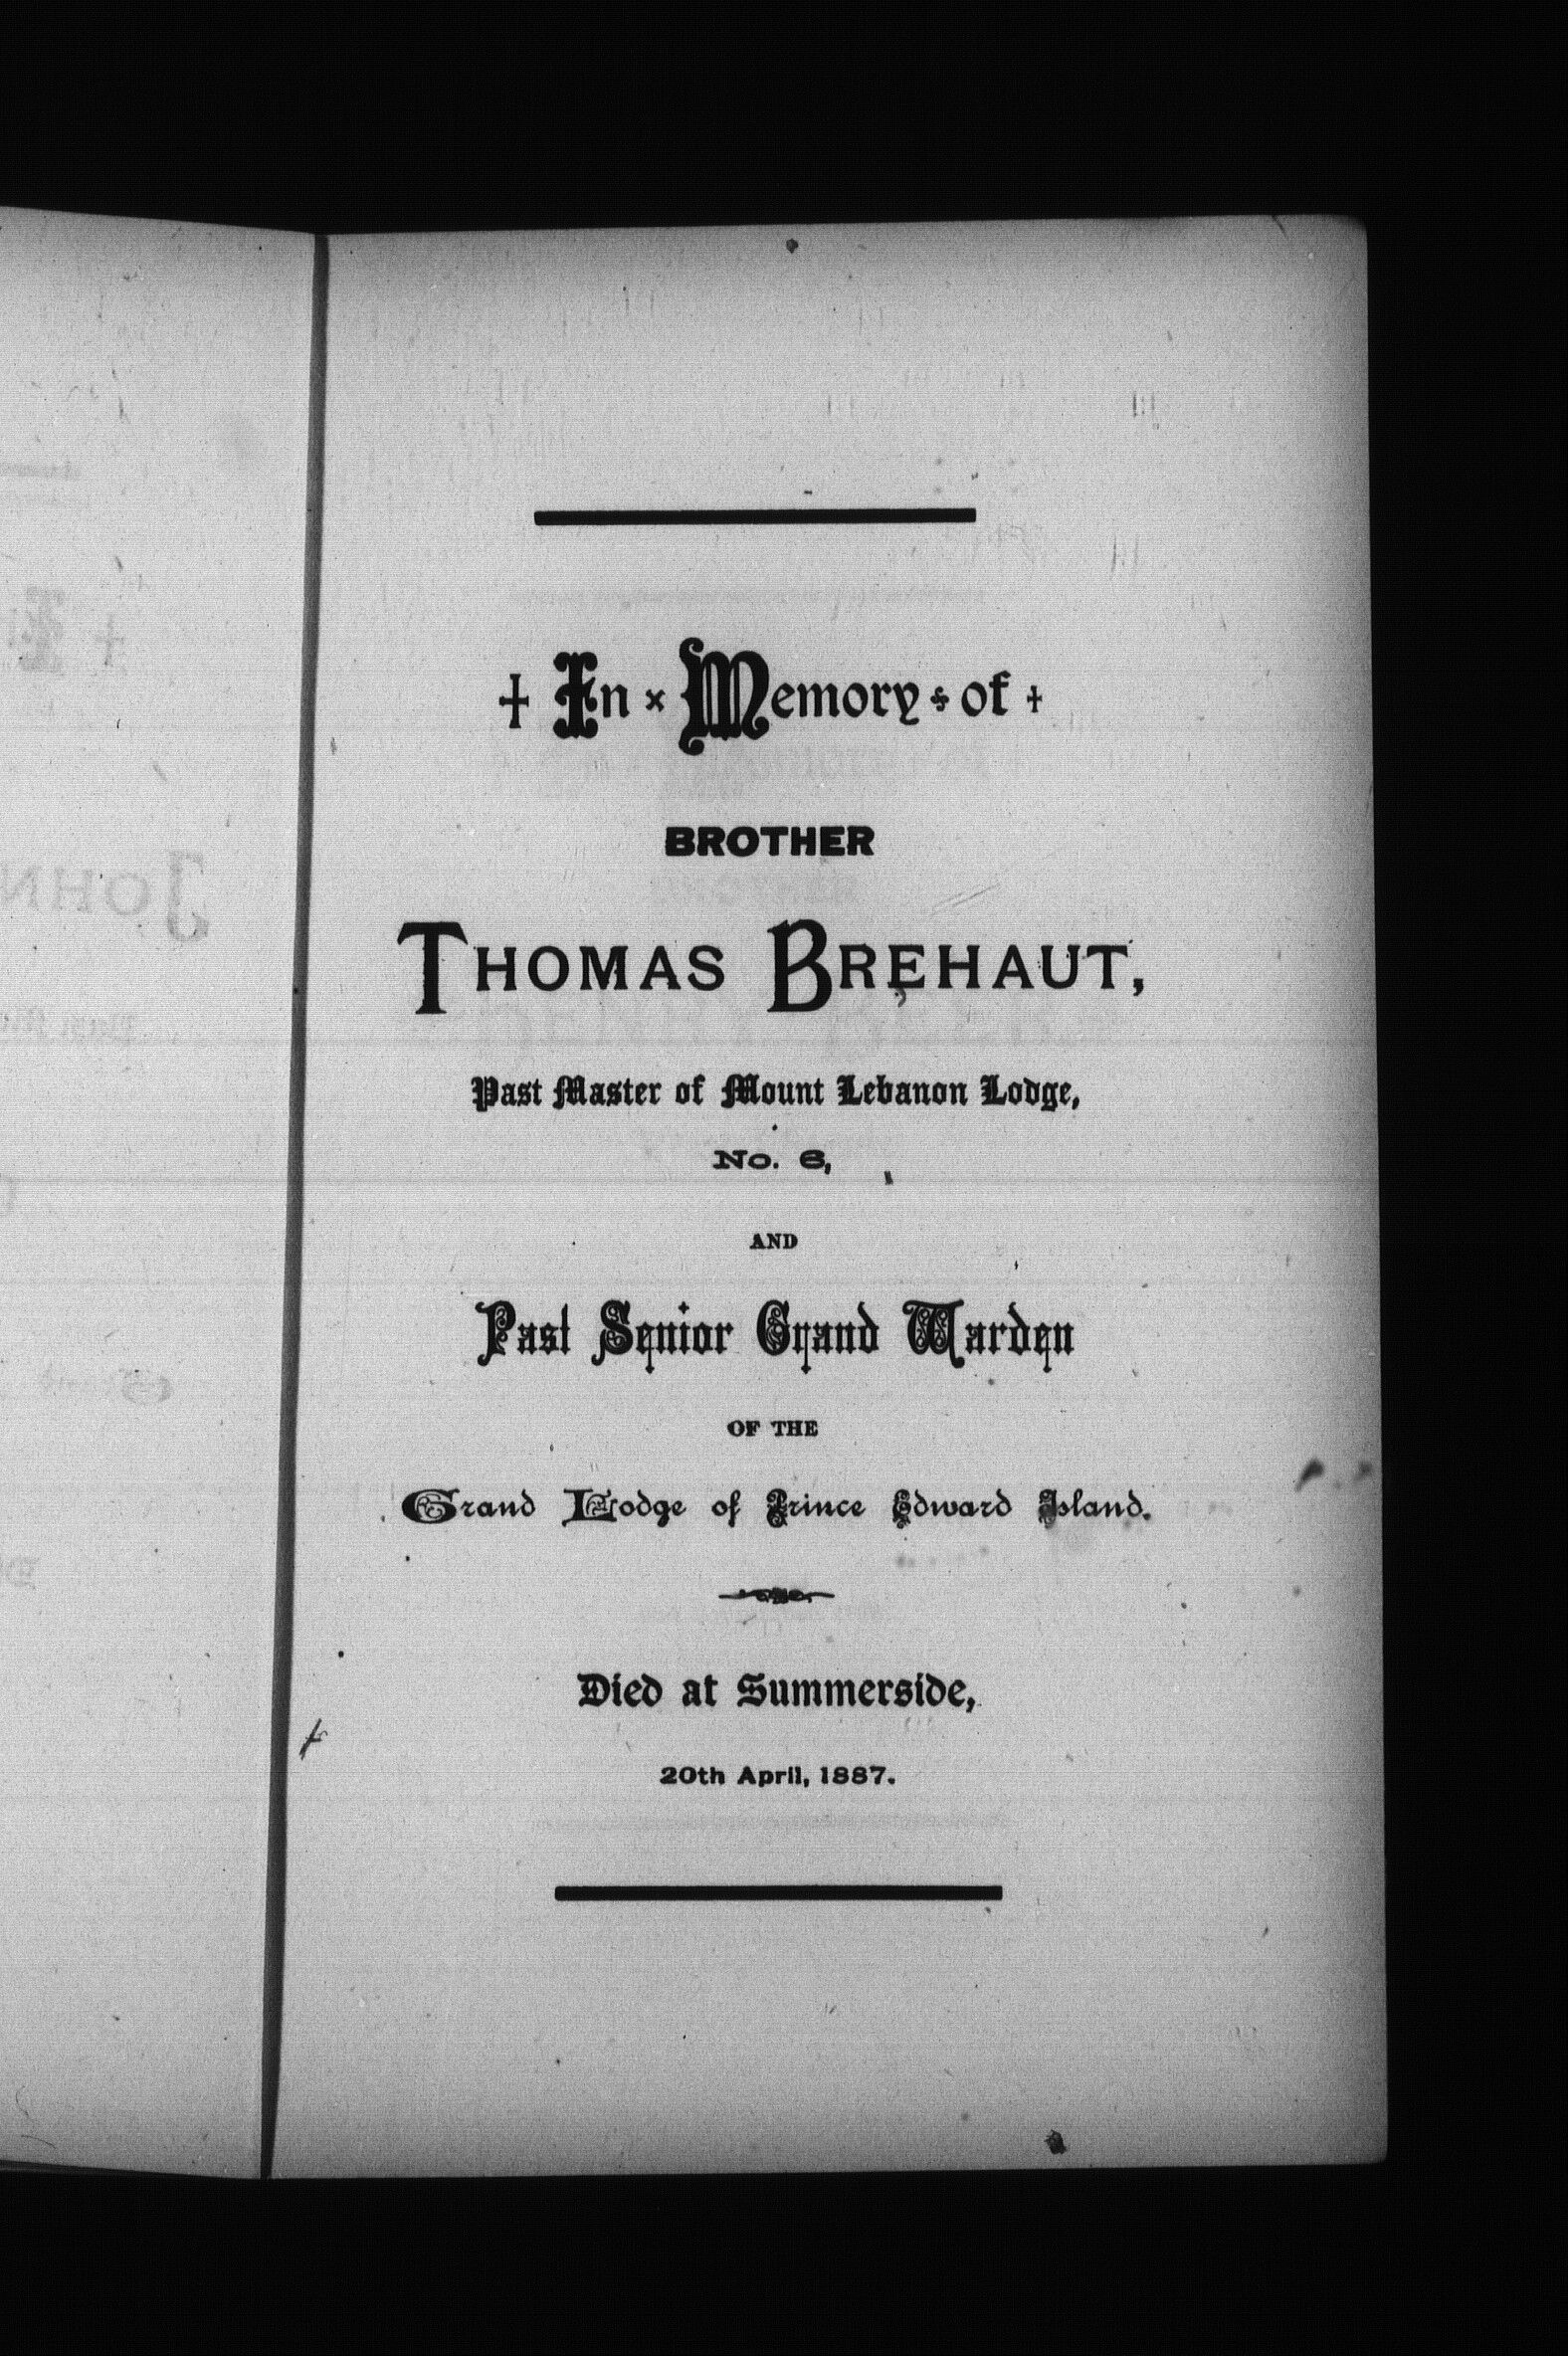 In Memory of
BROTHER
THOMAS BREHAUT,
Past Master of Mount Lebanon Lodge,
No. 6,
AND
Past Senior Grand Warden
OF THE
Grand Lodge of Prince Edward Island.
Died at Summerside,
20th April, 1887.